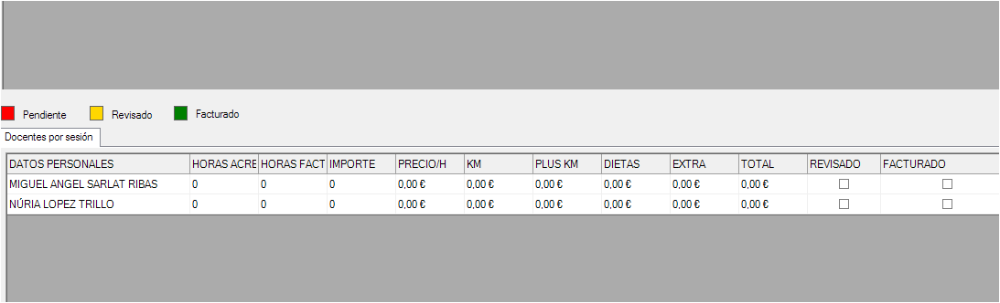 Pendiente Revisado Facturado
Docentes por sesión
DATOS PERSONALES HORAS ACRE HORAS FACT IMPORTE PRECIO/H KM PLUS KM DIETAS EXTRA TOTAL REVISADO FACTURADO
MIGUEL ANGEL SARLAT RIBAS 0 0 0 0,00 € 0,00 € 0,00 € 0,00 € 0,00 € 0,00 €
NÚRIA LOPEZ TRILLO 0 0 0 0,00 € 0,00 € 0,00 € 0,00 € 0,00 € 0,00 €